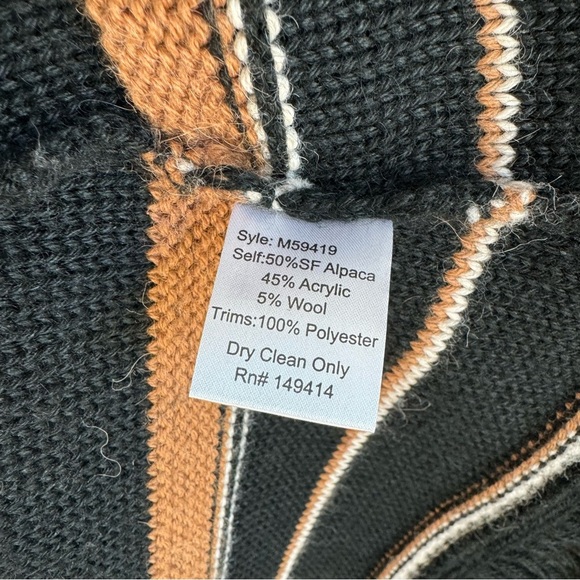 Syle: M59419
Self:50%SF Alpaca
45% Acrylic
5% Wool
Trims:100% Polyester
Dry Clean Only
Rn# 149414